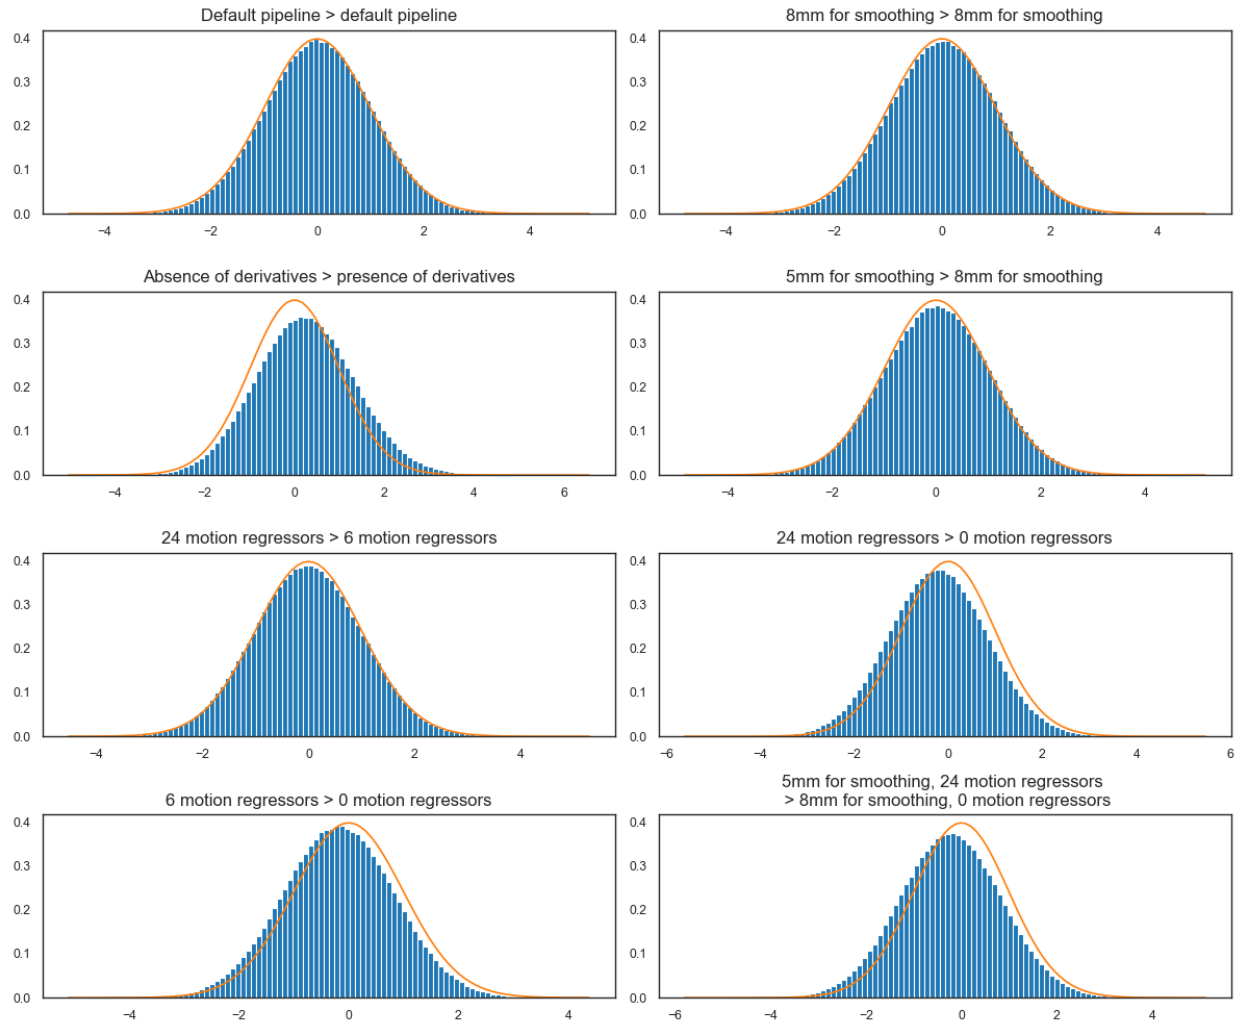 Default pipeline > default pipeline
0.4
0.3
0.2
0.1
0.0
−4 −2 0 2 4
8mm for smoothing > 8mm for smoothing
0.4
0.3
0.2
0.1
0.0
−4 −2 0 2 4
Absence of derivatives > presence of derivatives
0.4
0.3
0.2
0.1
0.0
−4 −2 0 2 4 6
5mm for smoothing > 8mm for smoothing
0.4
0.3
0.2
0.1
0.0
−4 −2 0 2 4
24 motion regressors > 6 motion regressors
0.4
0.3
0.2
0.1
0.0
−4 −2 0 2 4
24 motion regressors > 0 motion regressors
0.4
0.3
0.2
0.1
0.0
−6 −4 −2 0 2 4 6
6 motion regressors > 0 motion regressors
0.4
0.3
0.2
0.1
0.0
−4 −2 0 2 4
5mm for smoothing, 24 motion regressors
> 8mm for smoothing, 0 motion regressors
0.4
0.3
0.2
0.1
0.0
−6 −4 −2 0 2 4